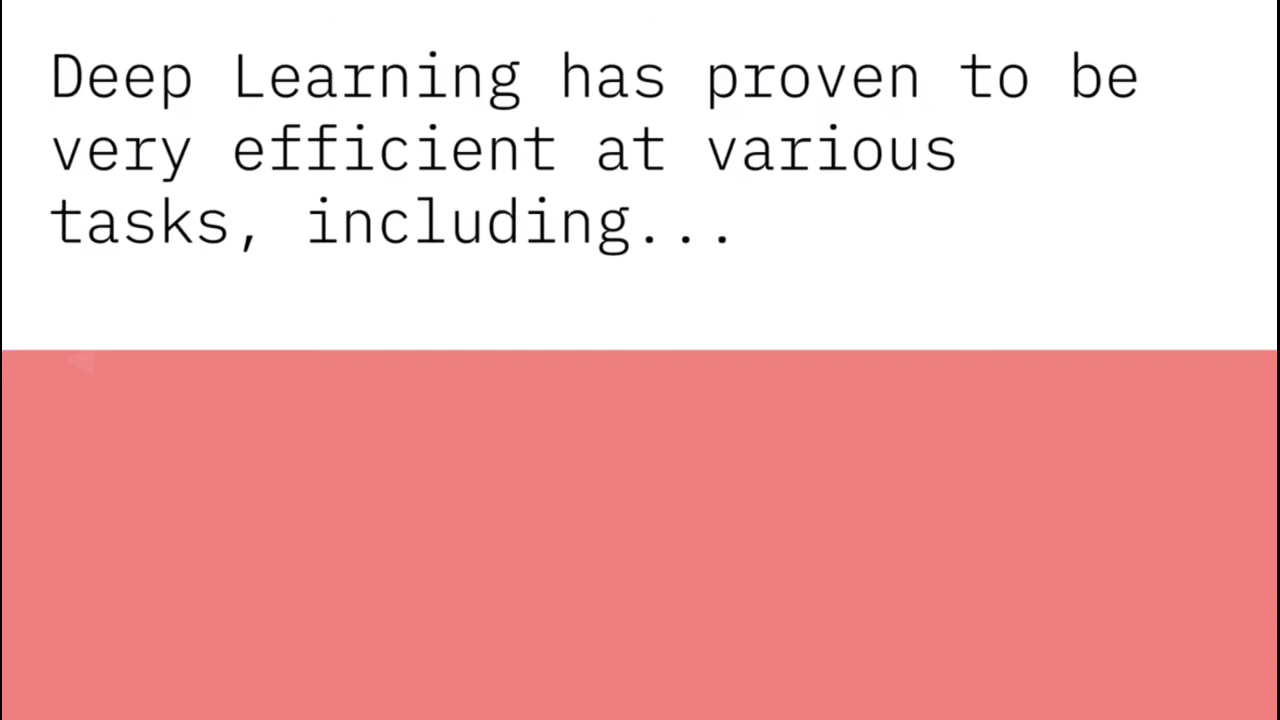 Deep Learning has proven to be
very efficient at various
tasks, including...